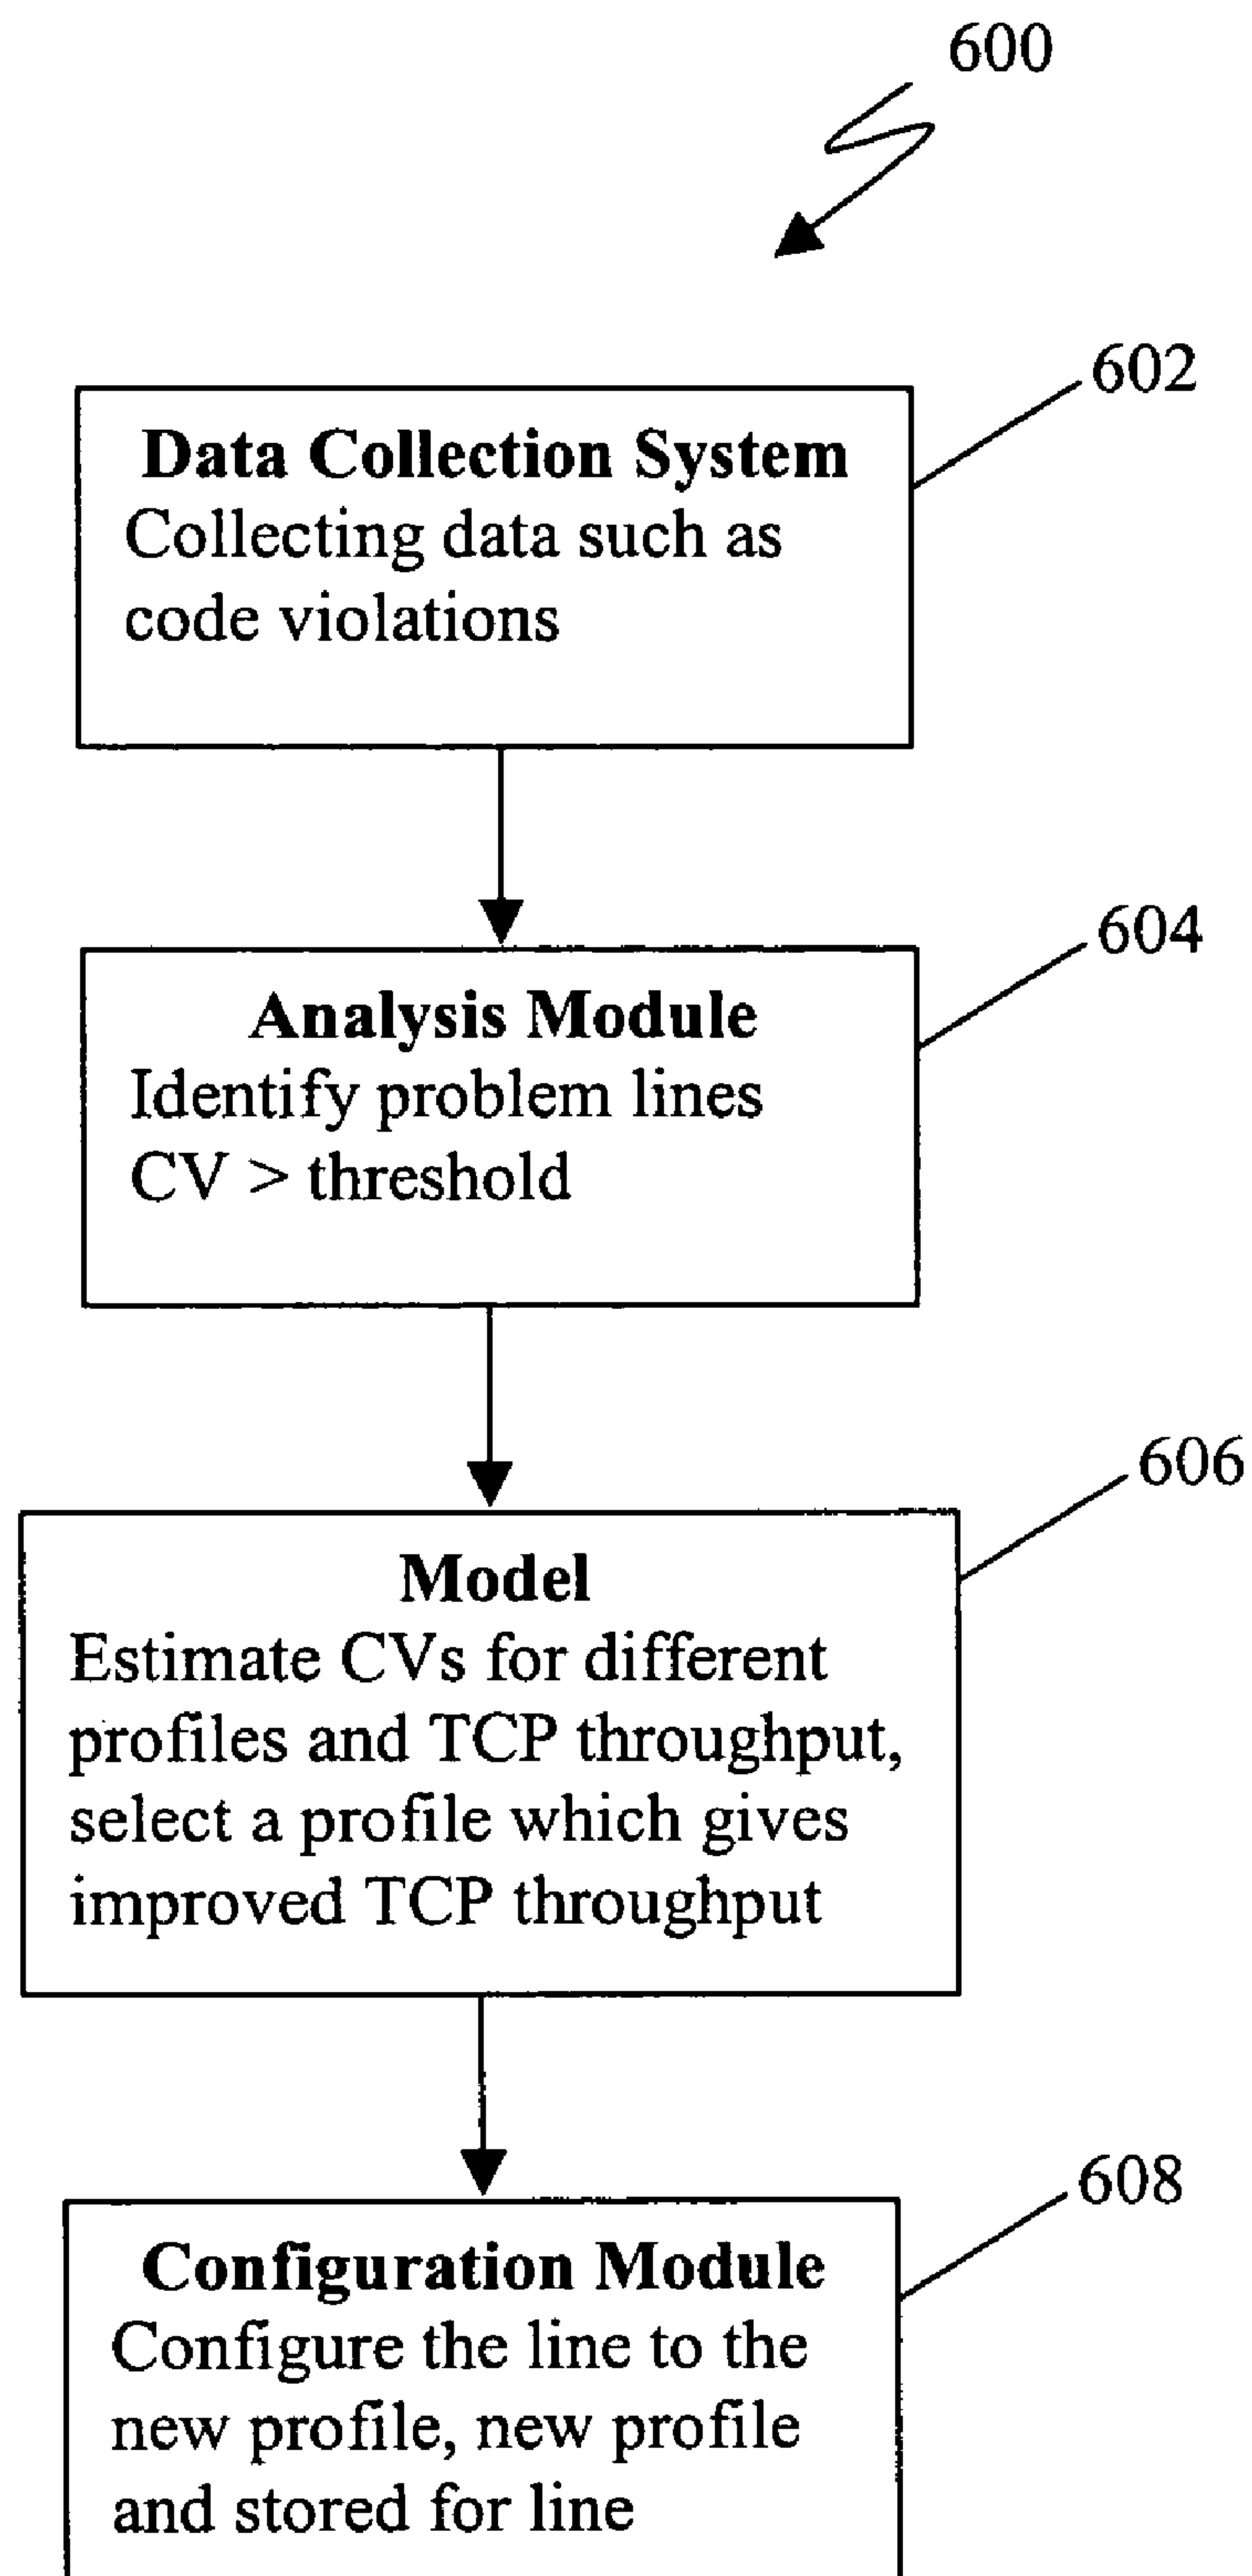 600
602
Data Collection System
Collecting data such as
code violations
604
Analysis Module
Identify problem lines
CV > threshold
606
Model
Estimate CVs for different
profiles and TCP throughput,
select a profile which gives
improved TCP throughput
608
Configuration Module
Configure the line to the
new profile, new profile
and stored for line